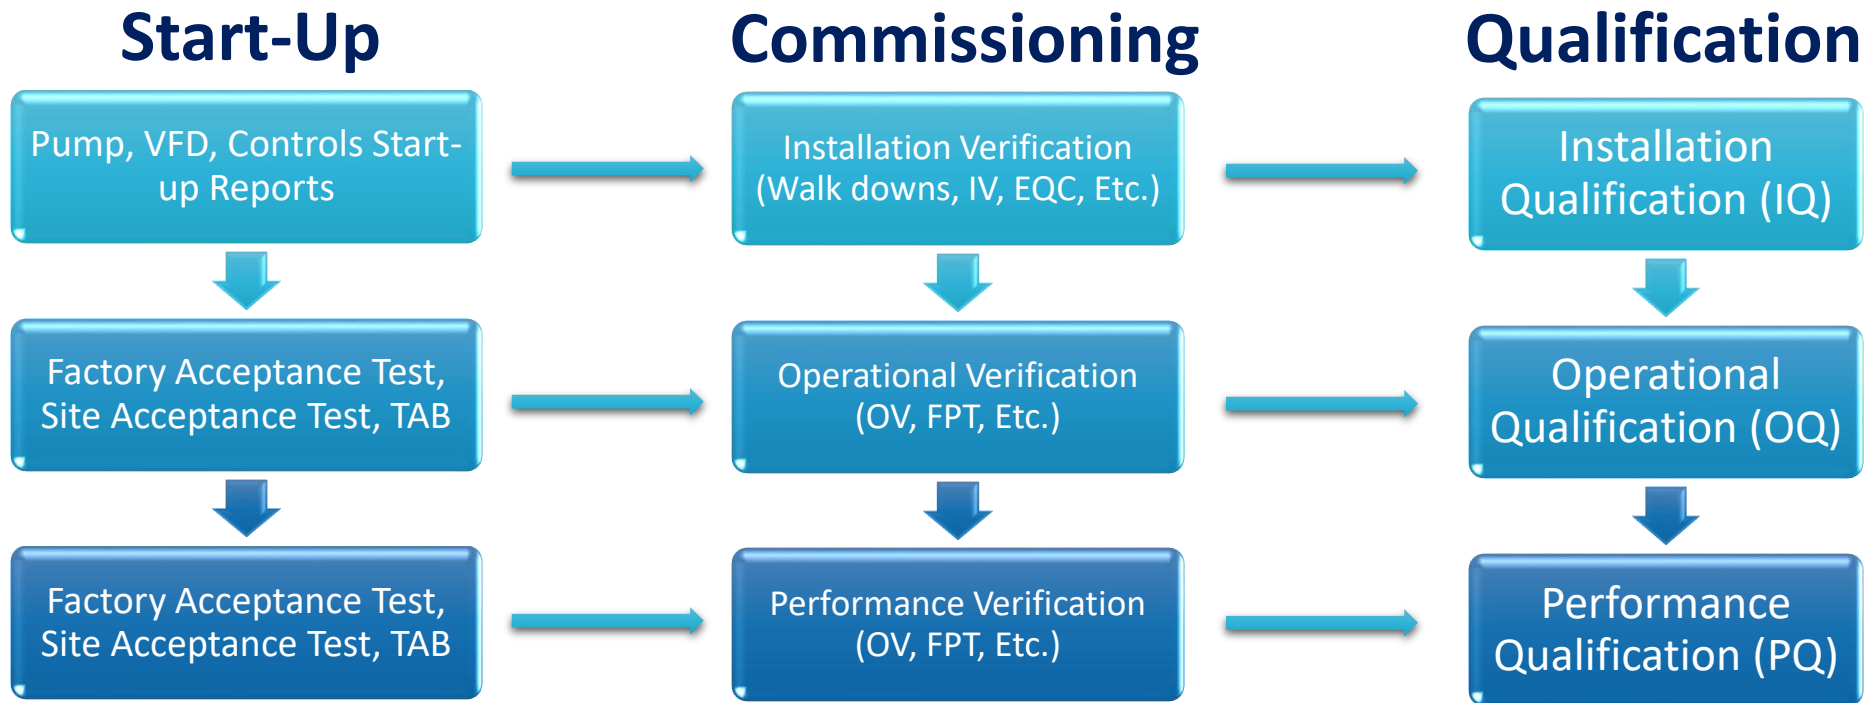 Start-Up
Commissioning
Qualification
Pump, VFD, Controls Start-
up Reports
Installation Verification
(Walk downs, IV, EQC, Etc.)
Installation
Qualification (IQ)
Factory Acceptance Test,
Site Acceptance Test, TAB
Operational Verification
(OV, FPT, Etc.)
Operational
Qualification (OQ)
Factory Acceptance Test,
Site Acceptance Test, TAB
Performance Verification
(OV, FPT, Etc.)
Performance
Qualification (PQ)